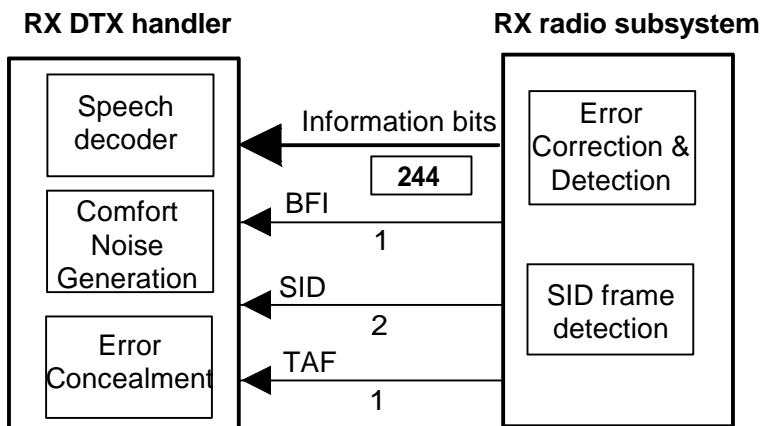 RX DTX handler
RX radio subsystem
Speech
decoder
Comfort
Noise
Generation
Error
Concealment
Information bits
244
BFI
1
SID
2
TAF
1
Error
Correction &
Detection
SID frame
detection